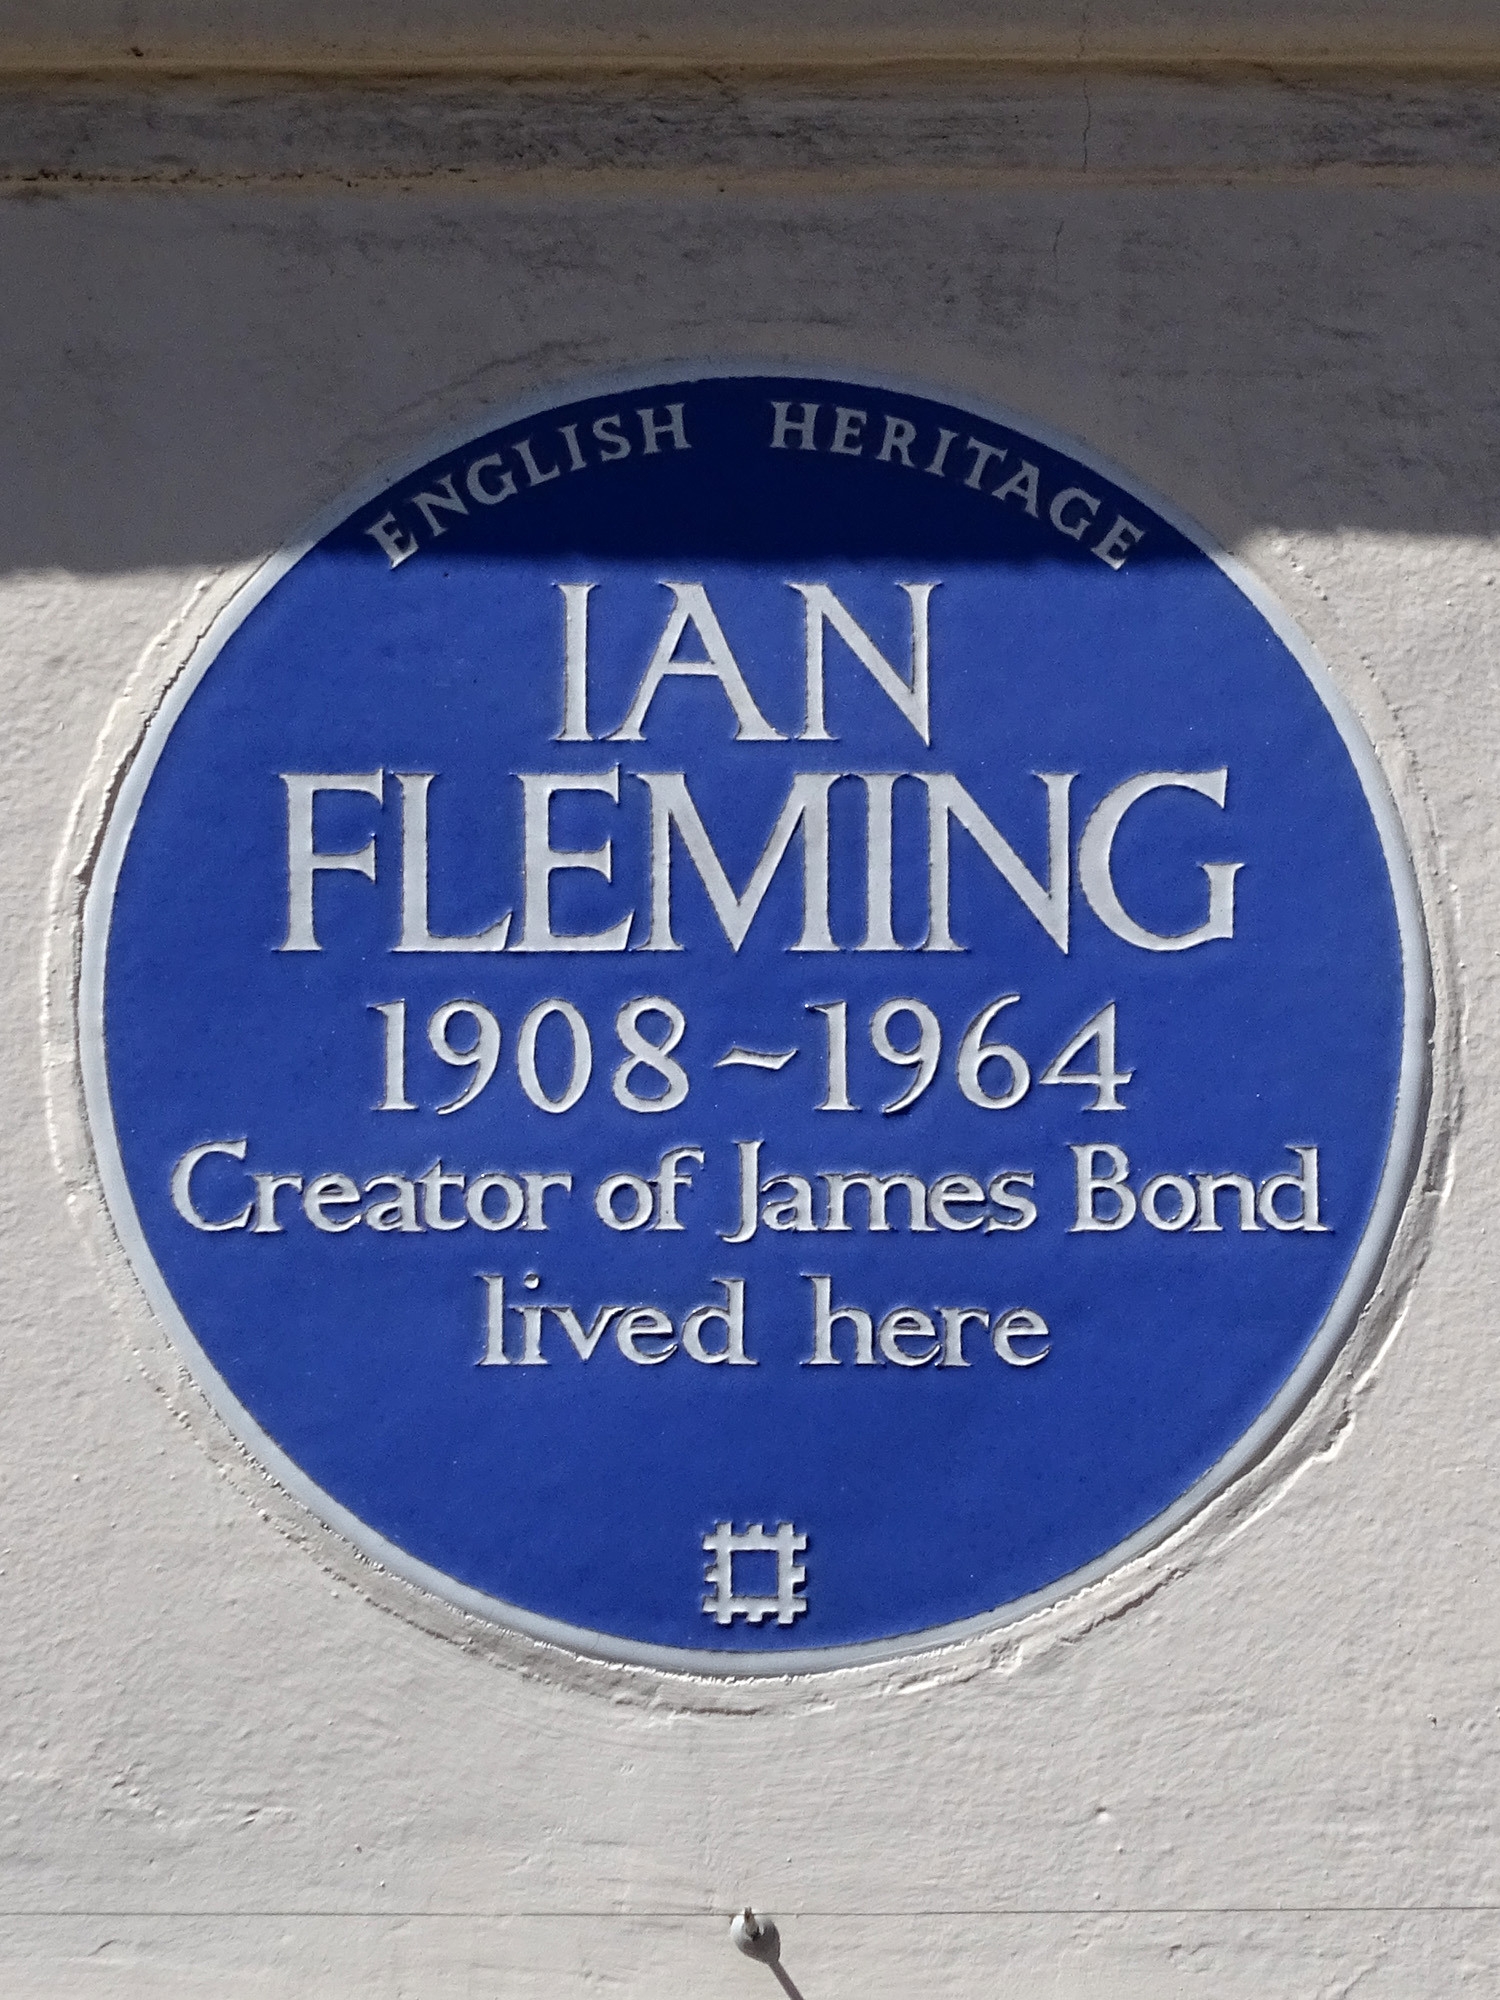 ENGLISH HERITAGE
IAN
FLEMING
1908~1964
Creator of James Bond
lived here